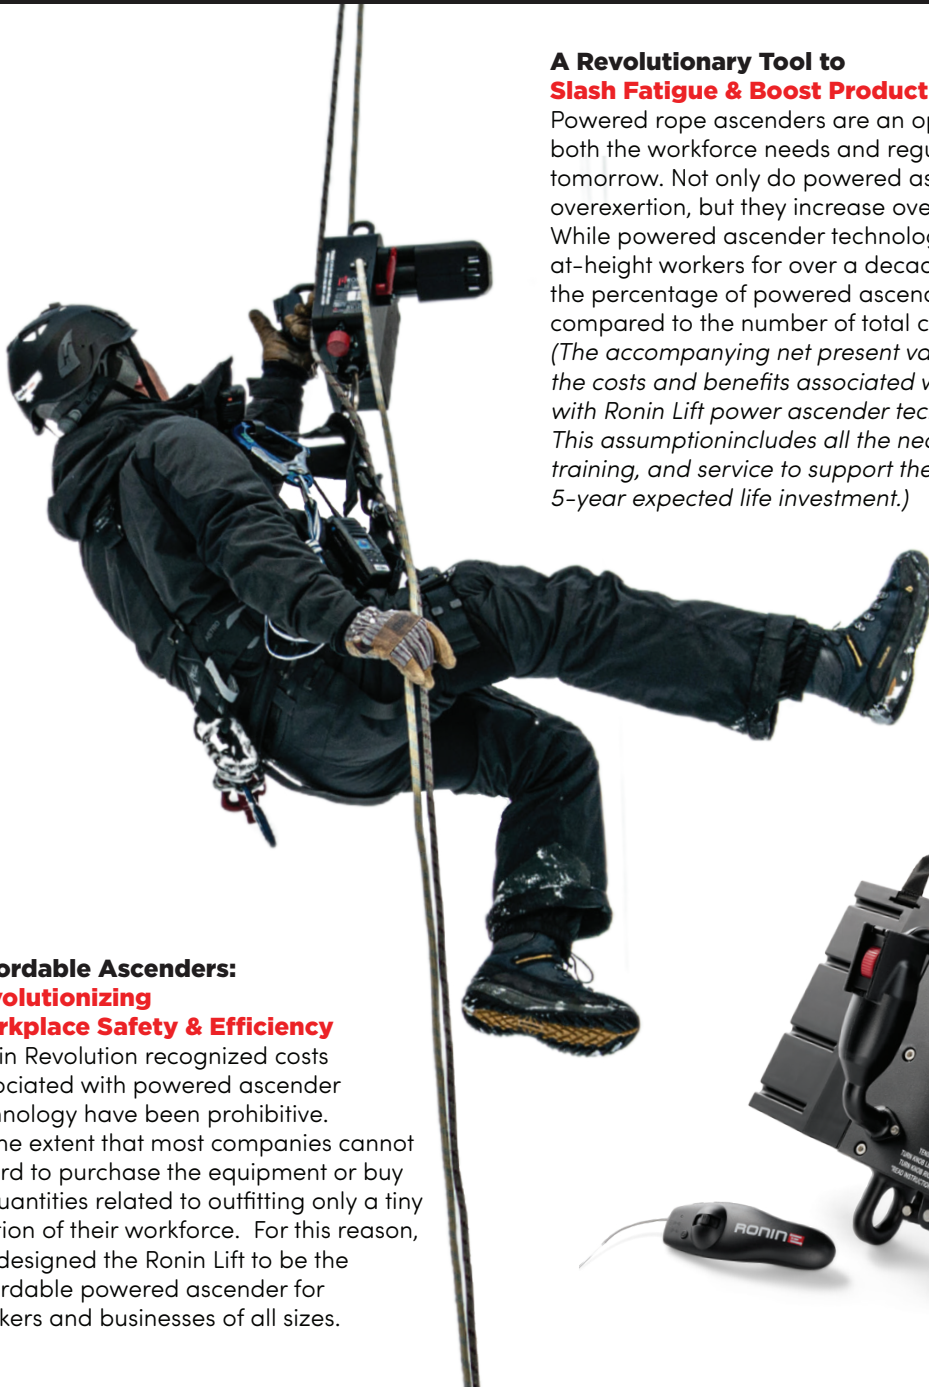 A Revolutionary Tool to
Slash Fatigue & Boost Product
Powered rope ascenders are an op
both the workforce needs and regu
tomorrow. Not only do powered as
overexertion, but they increase ove
While powered ascender technolog
at-height workers for over a decad
the percentage of powered ascend
compared to the number of total c
(The accompanying net present va
the costs and benefits associated w
with Ronin Lift power ascender tec
This assumptionincludes all the nec
training, and service to support the
5-year expected life investment.)
ordable Ascenders:
volutionizing
rkplace Safety & Efficiency
in Revolution recognized costs
ociated with powered ascender
hnology have been prohibitive.
he extent that most companies cannot
rd to purchase the equipment or buy
uantities related to outfitting only a tiny
tion of their workforce. For this reason,
designed the Ronin Lift to be the
rdable powered ascender for
kers and businesses of all sizes.
TURN KNOB
RONIN